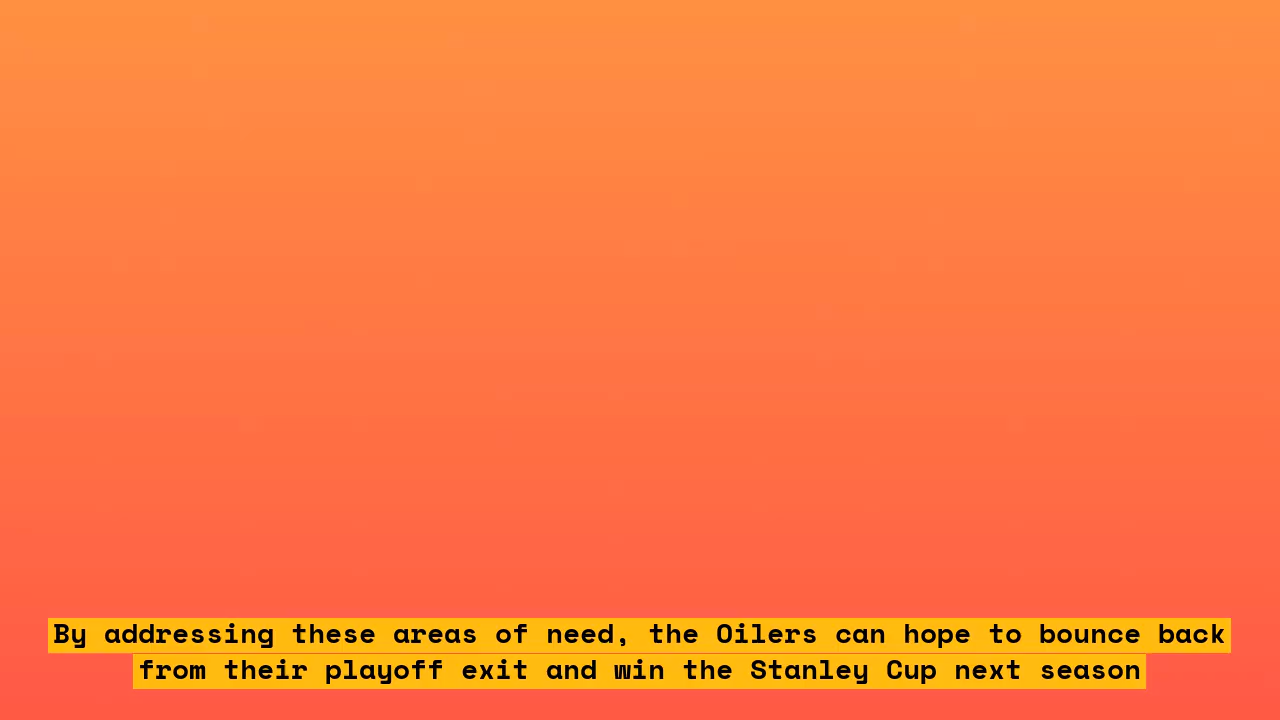 By addressing these areas of need, the Oilers can hope to bounce back
from their playoff exit and win the Stanley Cup next season